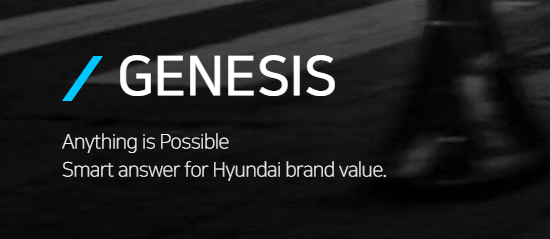 GENESIS
Anything is Possible
Smart answer for Hyundai brand value.